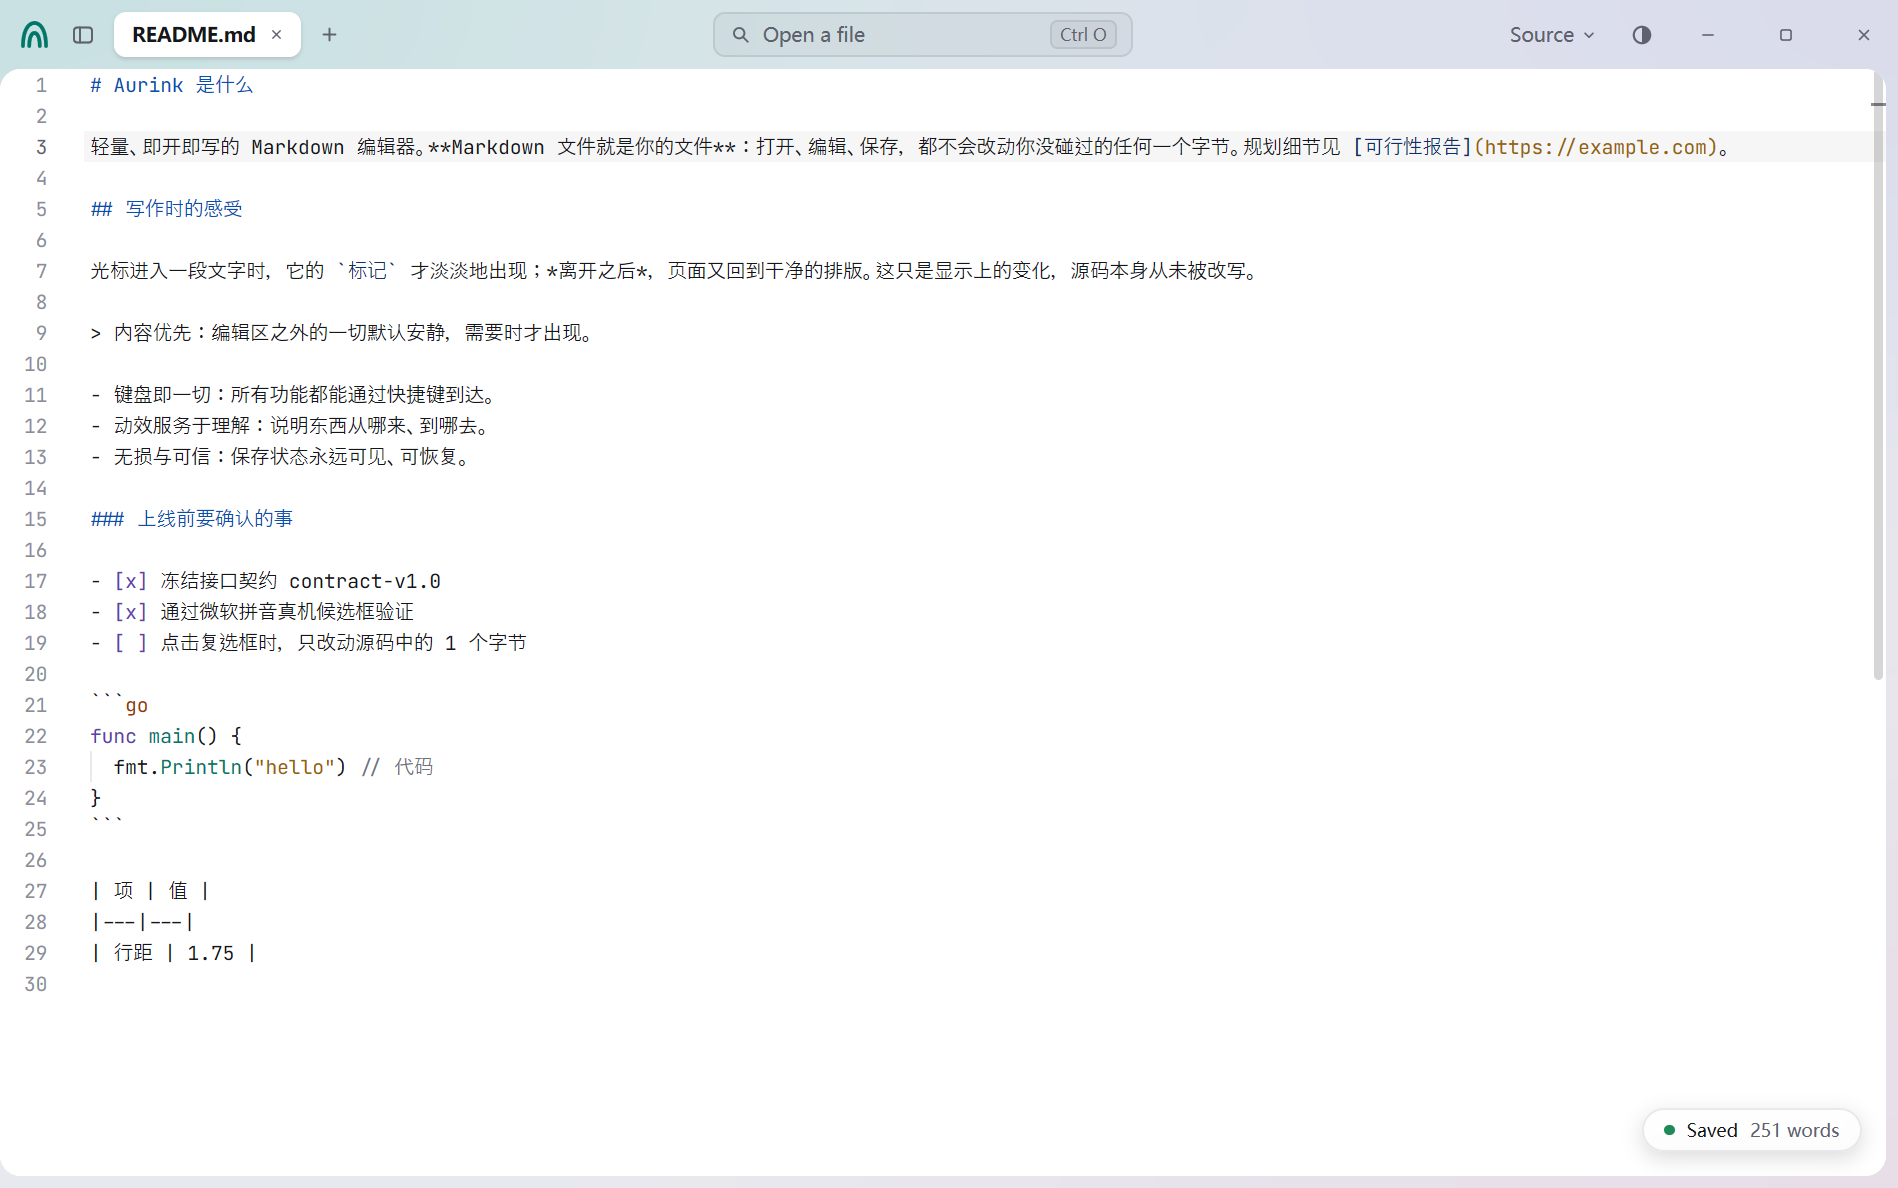 README.md
Open a file
Ctrl O
Source
1 # Aurink 是什么
2
3 轻量、即开即写的 Markdown 编辑器。**Markdown 文件就是你的文件**：打开、编辑、保存，都不会改动你没碰过的任何一个字节。规划细节见 [可行性报告](https://example.com)。
4
5 ## 写作时的感受
6
7 光标进入一段文字时，它的 `标记` 才淡淡地出现；*离开之后*，页面又回到干净的排版。这只是显示上的变化，源码本身从未被改写。
8
9 > 内容优先：编辑区之外的一切默认安静，需要时才出现。
10
11 - 键盘即一切：所有功能都能通过快捷键到达。
12 - 动效服务于理解：说明东西从哪来、到哪去。
13 - 无损与可信：保存状态永远可见、可恢复。
14
15 ### 上线前要确认的事
16
17 - [x] 冻结接口契约 contract-v1.0
18 - [x] 通过微软拼音真机候选框验证
19 - [ ] 点击复选框时，只改动源码中的 1 个字节
20
21 ```go
22 func main() {
23   fmt.Println("hello") // 代码
24 }
25 ```
26
27 | 项 | 值 |
28 |---|---|
29 | 行距 | 1.75 |
30
Saved 251 words